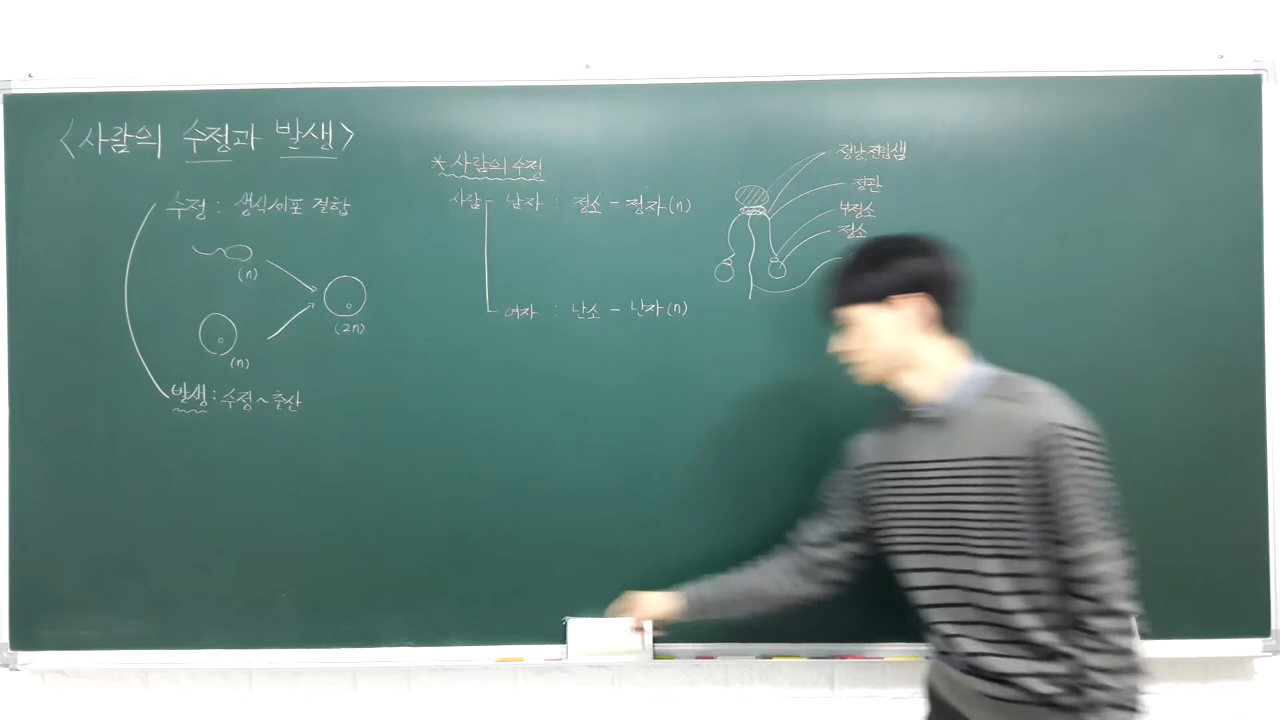 <사람의 수정과 발생>
수정 : 생식세포 결합
(n)
(2n)
(n)
발생 : 수정~출산
*사람의 수정
사람 남자 : 정소 - 정자(n)
여자 : 난소 - 난자(n)
정낭,전립샘
정관
부정소
정소